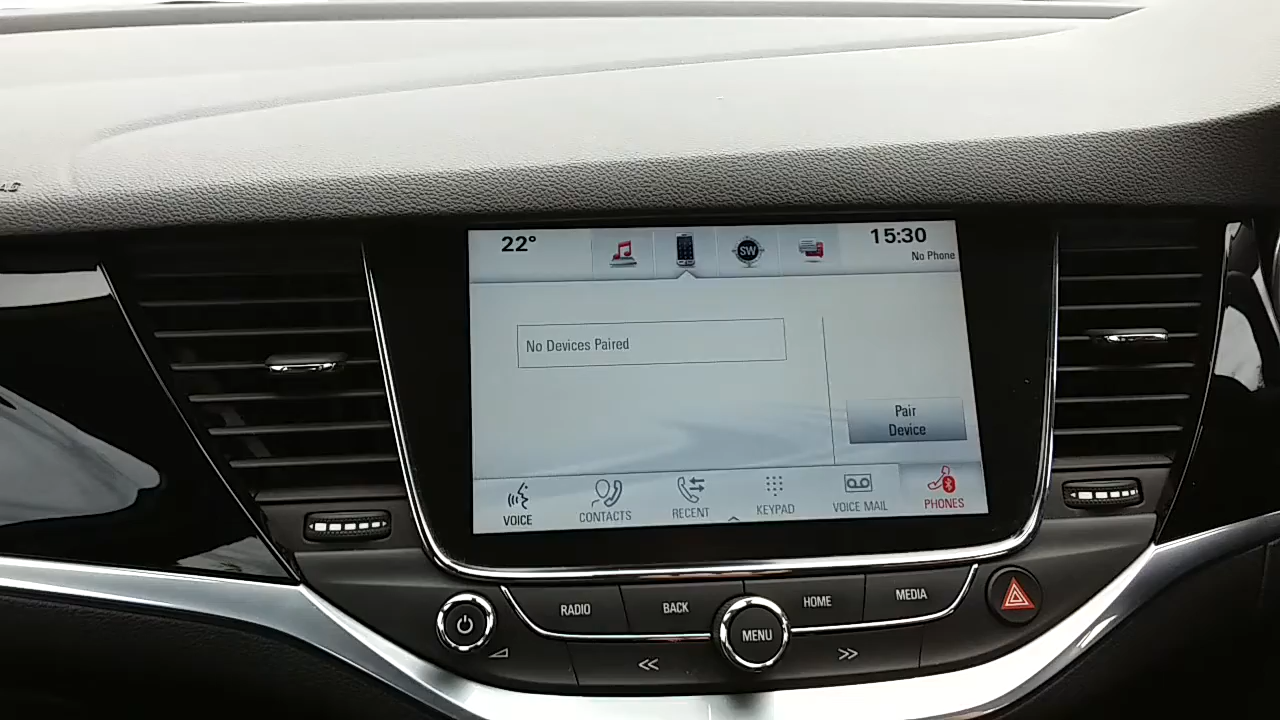 22°
SW
15:30
No Phone
No Devices Paired
Pair
Device
VOICE
CONTACTS
RECENT
KEYPAD
VOICE MAIL
PHONES
RADIO
BACK
MENU
HOME
MEDIA